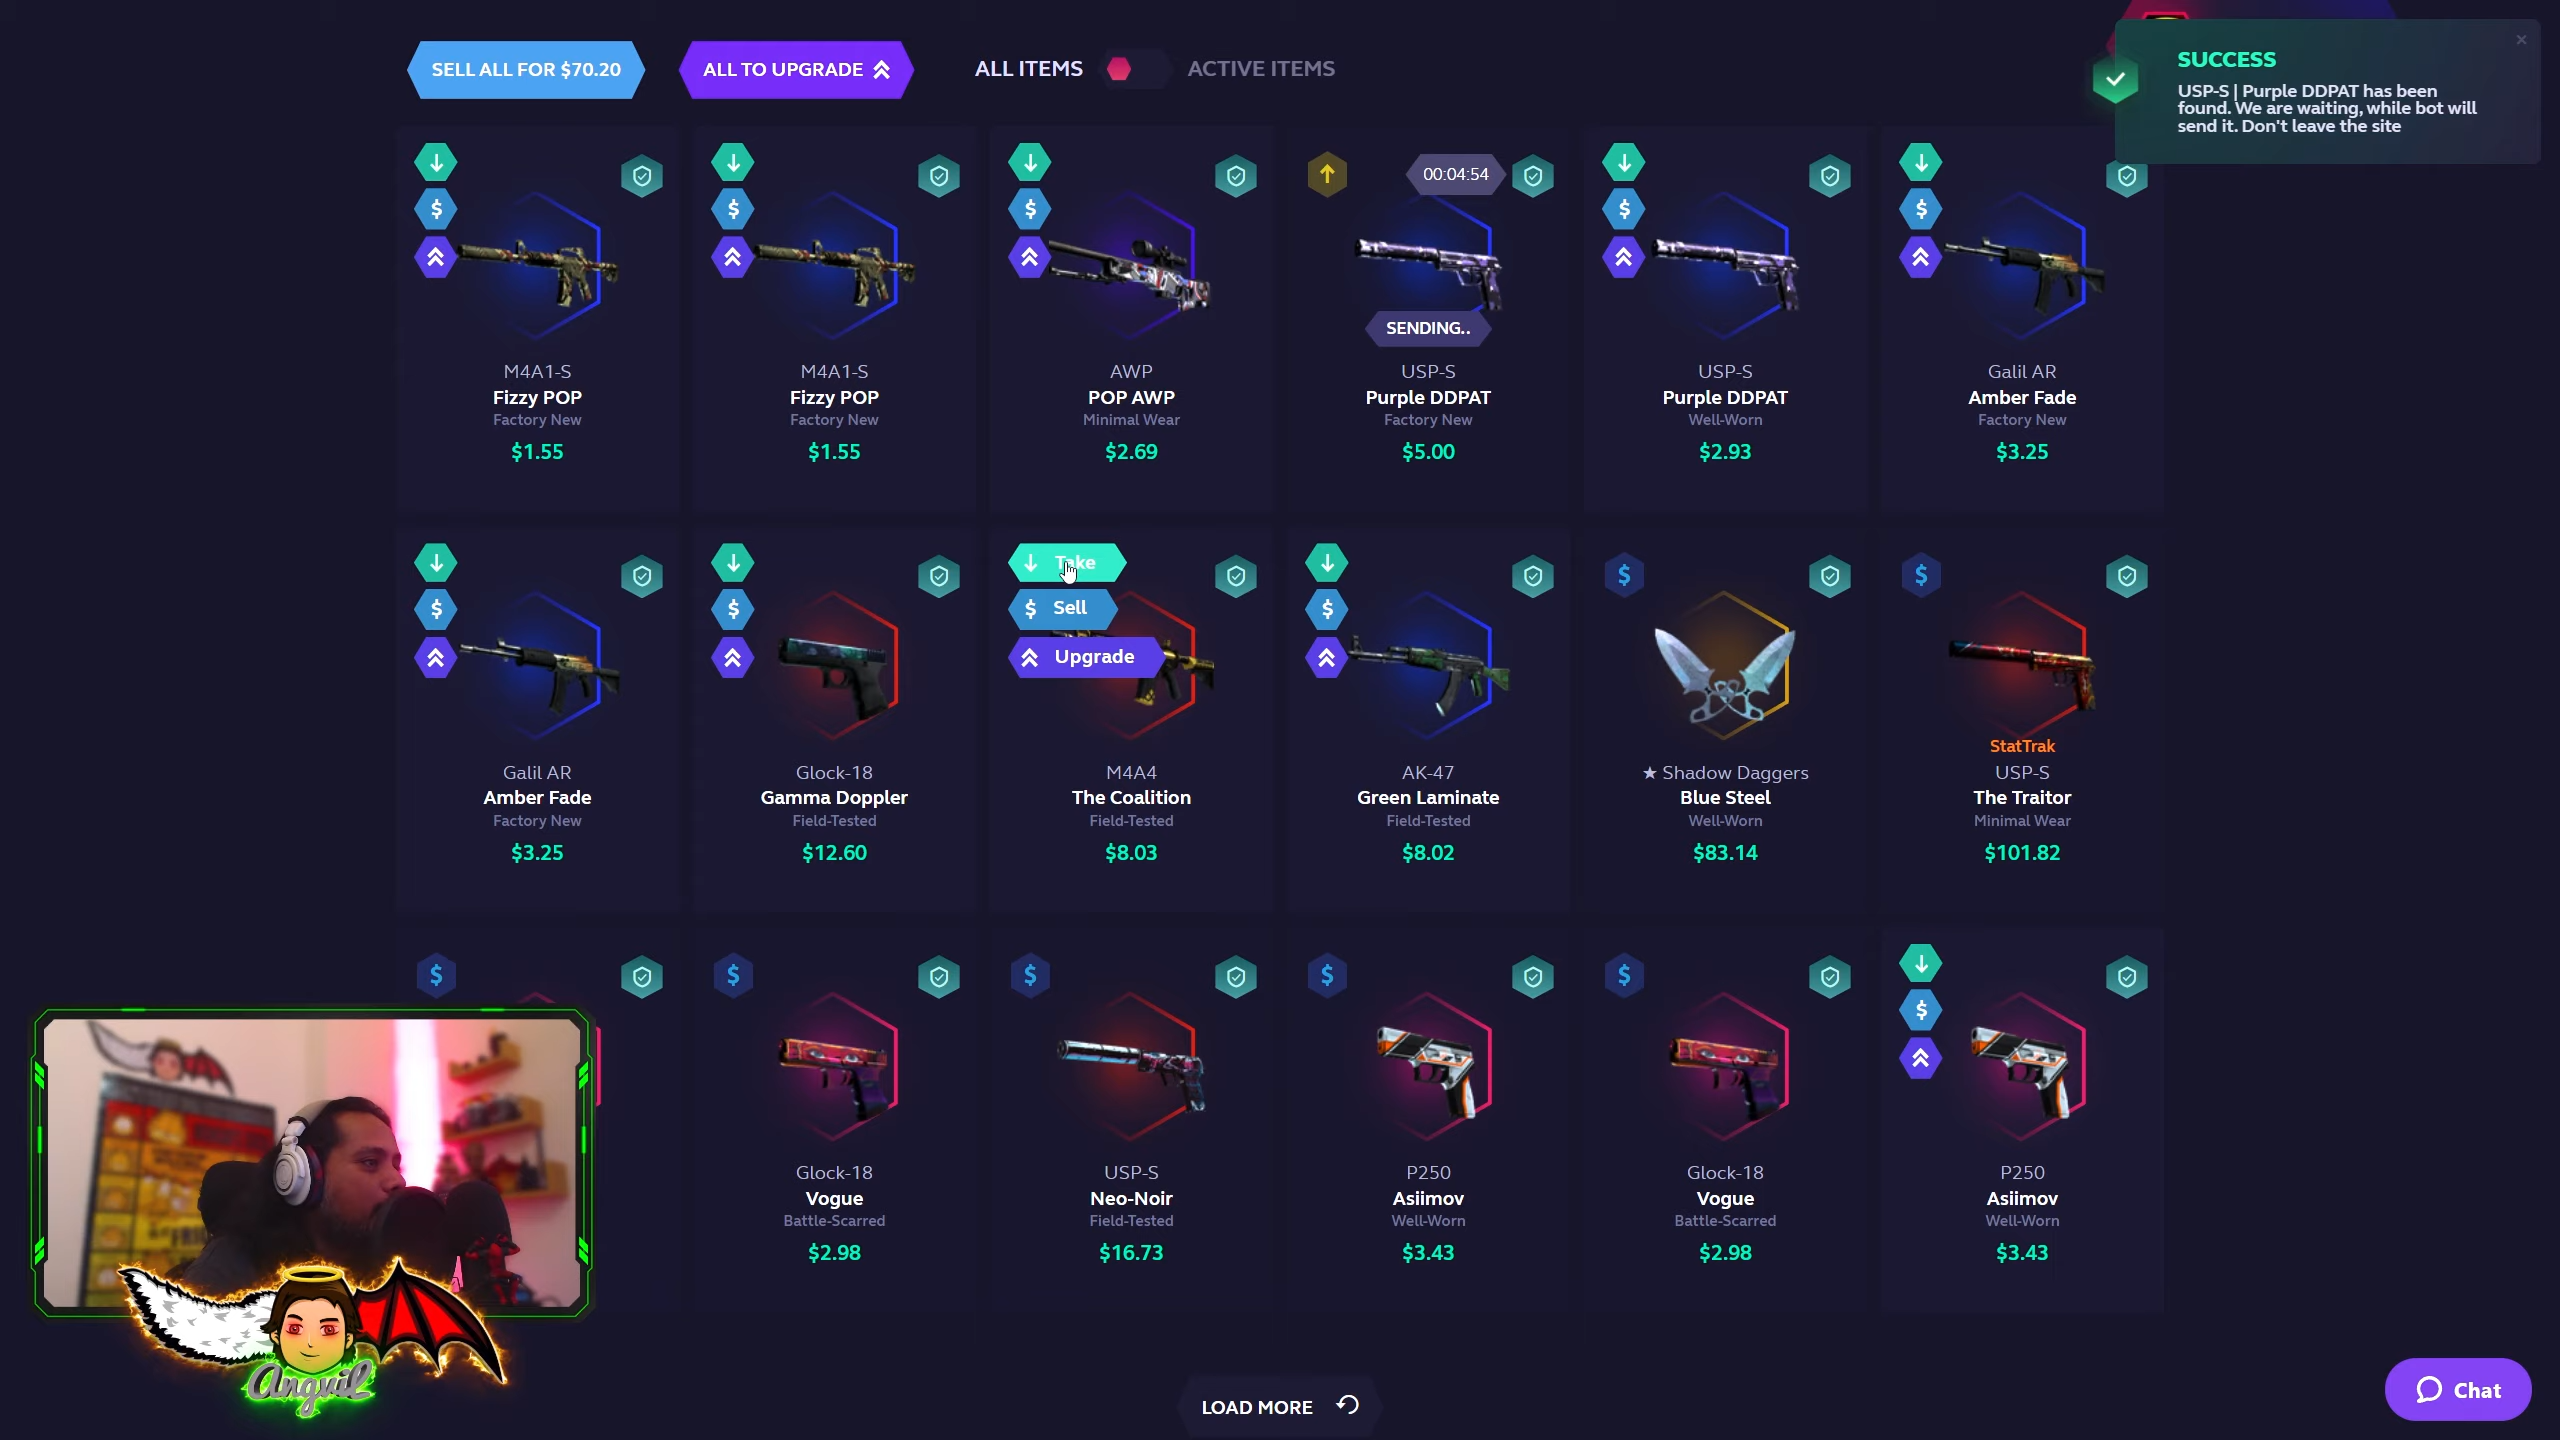 SELL ALL FOR $70.20
ALL TO UPGRADE
ALL ITEMS
ACTIVE ITEMS
SUCCESS
USP-S | Purple DDPAT has been
found. We are waiting, while bot will
send it. Don't leave the site
00:04:54
SENDING..
M4A1-S
Fizzy POP
Factory New
$1.55
M4A1-S
Fizzy POP
Factory New
$1.55
AWP
POP AWP
Minimal Wear
$2.69
USP-S
Purple DDPAT
Factory New
$5.00
USP-S
Purple DDPAT
Well-Worn
$2.93
Galil AR
Amber Fade
Factory New
$3.25
Take
$ Sell
Upgrade
Galil AR
Amber Fade
Factory New
$3.25
Glock-18
Gamma Doppler
Field-Tested
$12.60
M4A4
The Coalition
Field-Tested
$8.03
AK-47
Green Laminate
Field-Tested
$8.02
★ Shadow Daggers
Blue Steel
Well-Worn
$83.14
StatTrak
USP-S
The Traitor
Minimal Wear
$101.82
Glock-18
Vogue
Battle-Scarred
$2.98
USP-S
Neo-Noir
Field-Tested
$16.73
P250
Asiimov
Well-Worn
$3.43
Glock-18
Vogue
Battle-Scarred
$2.98
P250
Asiimov
Well-Worn
$3.43
Angvil
LOAD MORE
Chat